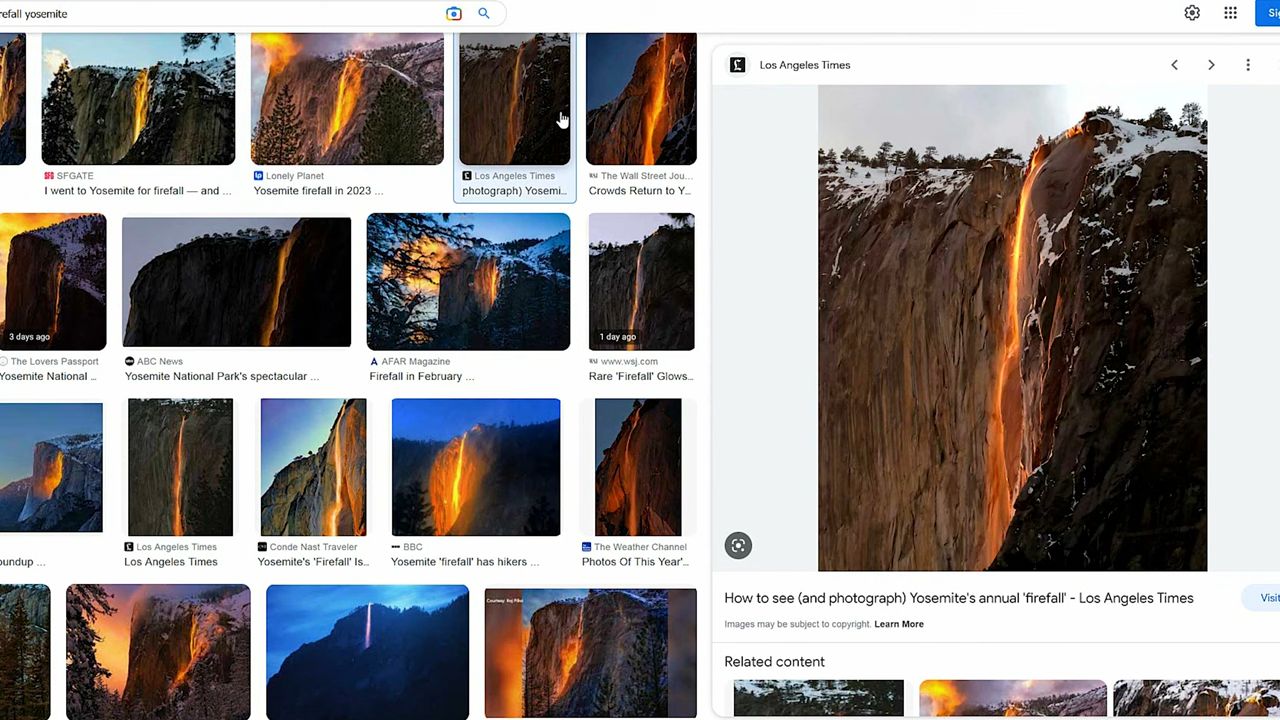 refall yosemite
Si
Los Angeles Times
SFGATE
I went to Yosemite for firefall — and ...
Lonely Planet
Yosemite firefall in 2023 ...
Los Angeles Times
photograph) Yosemi...
The Wall Street Jou...
Crowds Return to Y...
3 days ago
The Lovers Passport
Yosemite National ...
ABC News
Yosemite National Park's spectacular ...
AFAR Magazine
Firefall in February ...
1 day ago
www.wsj.com
Rare 'Firefall' Glows...
oundup ...
Los Angeles Times
Los Angeles Times
Conde Nast Traveler
Yosemite's 'Firefall' Is...
BBC
Yosemite 'firefall' has hikers ...
The Weather Channel
Photos Of This Year'...
How to see (and photograph) Yosemite's annual 'firefall' - Los Angeles Times
Visit
Images may be subject to copyright. Learn More
Related content